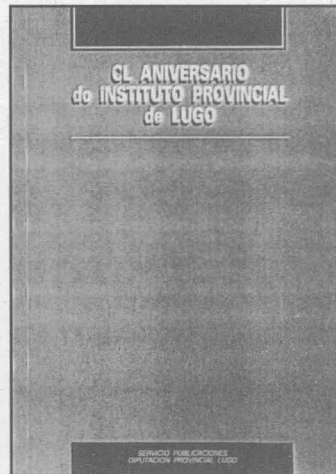 CL ANIVERSARIO
do INSTITUTO PROVINCIAL
de LUGO
SERVICIO PUBLICACIONES
DIPUTACION PROVINCIAL LUGO